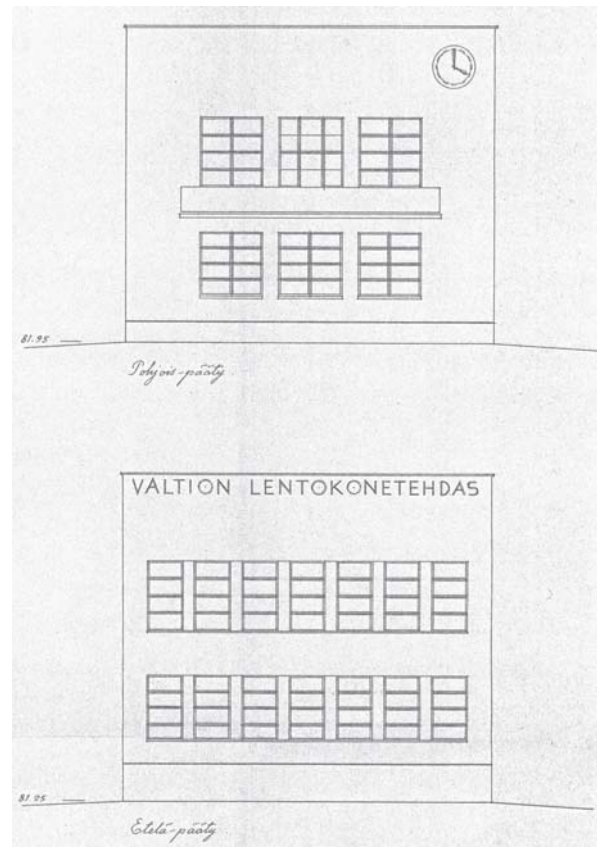 81.95
Pohjois-pääty
VALTION LENTOKONETEHDAS
81.95
Etelä-pääty